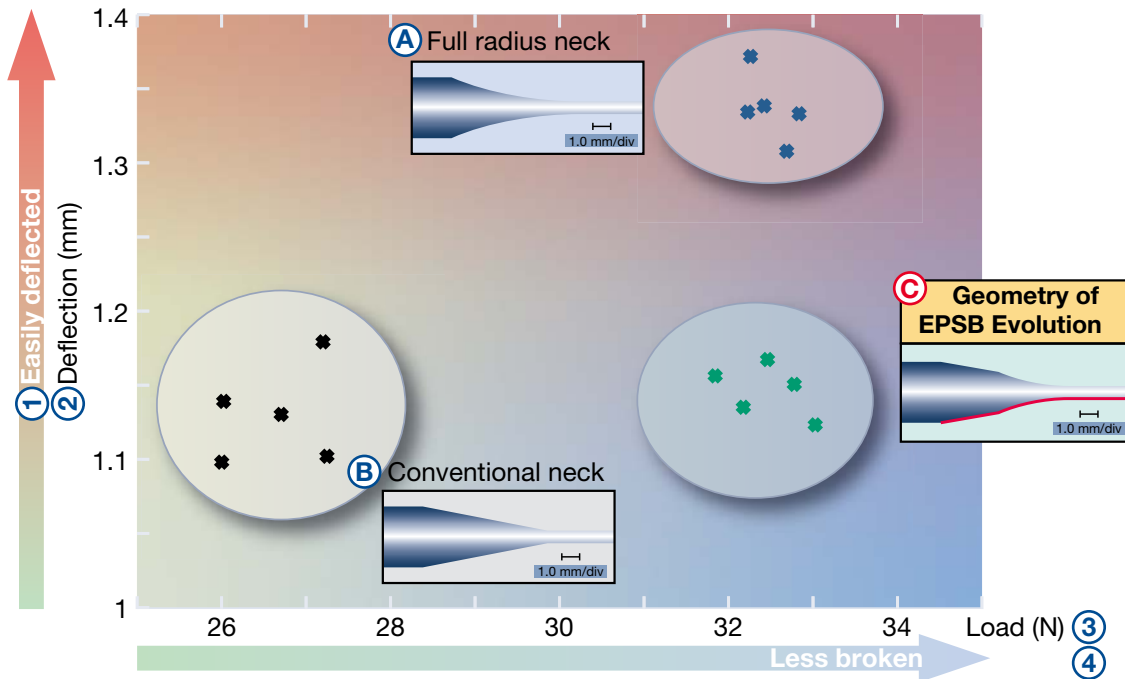 1.4
1.3
1.2
1.1
1
① Easily deflected
② Deflection (mm)
A Full radius neck
1.0 mm/div
C Geometry of
EPSB Evolution
1.0 mm/div
B Conventional neck
1.0 mm/div
26 28 30 32 34 Load (N) ③
Less broken ④